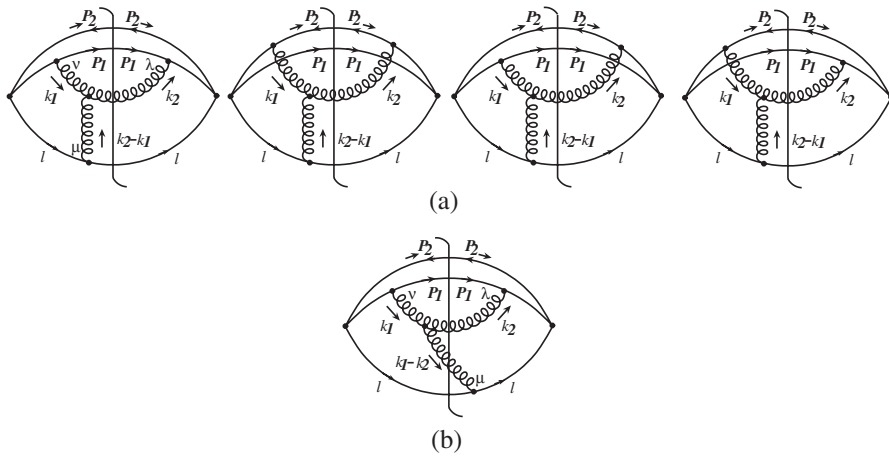 P2 P2 P2 P2 P2 P2 P2 P2
ν P1 P1 λ P1 P1 P1 P1 P1 P1
k1 k2 k1 k2 k1 k2 k1 k2
μ k2–k1 k2–k1 k2–k1 k2–k1
l l l l l l l l
(a)
P2 P2
ν P1 P1 λ
k1 k2
k1–k2
l μ l
(b)